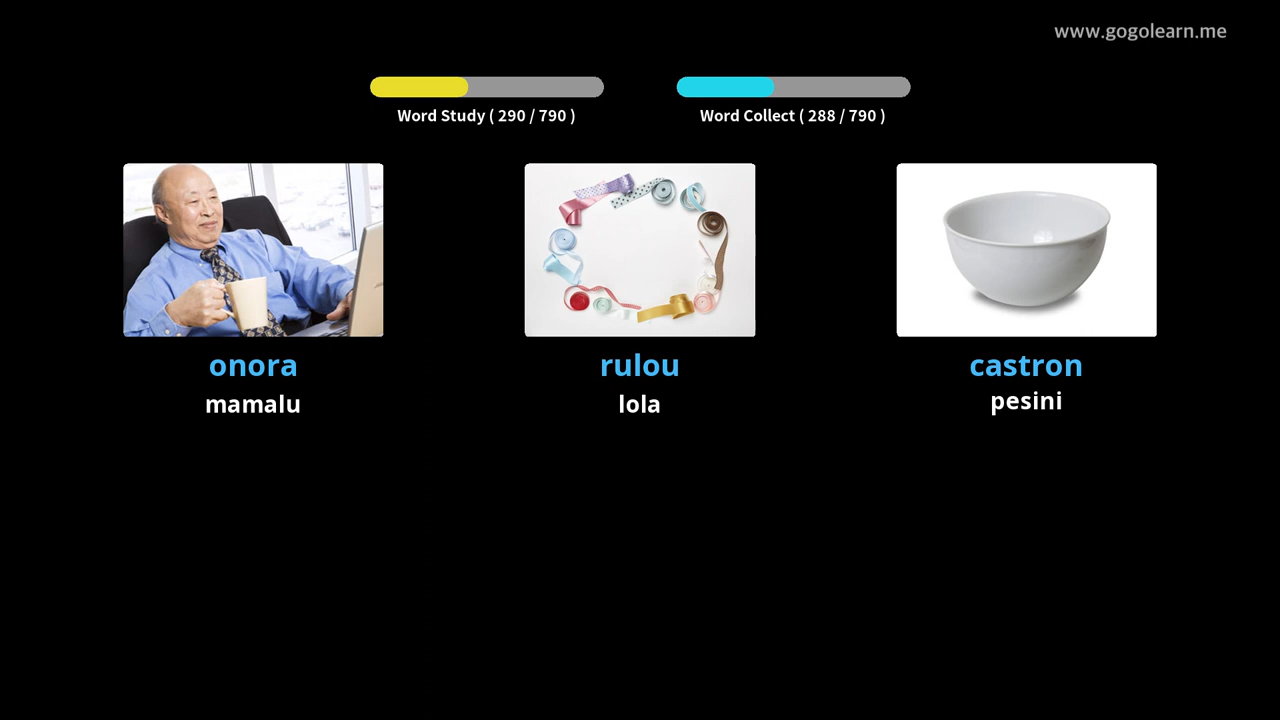 www.gogolearn.me
Word Study ( 290 / 790 )
Word Collect ( 288 / 790 )
onora
mamalu
rulou
lola
castron
pesini